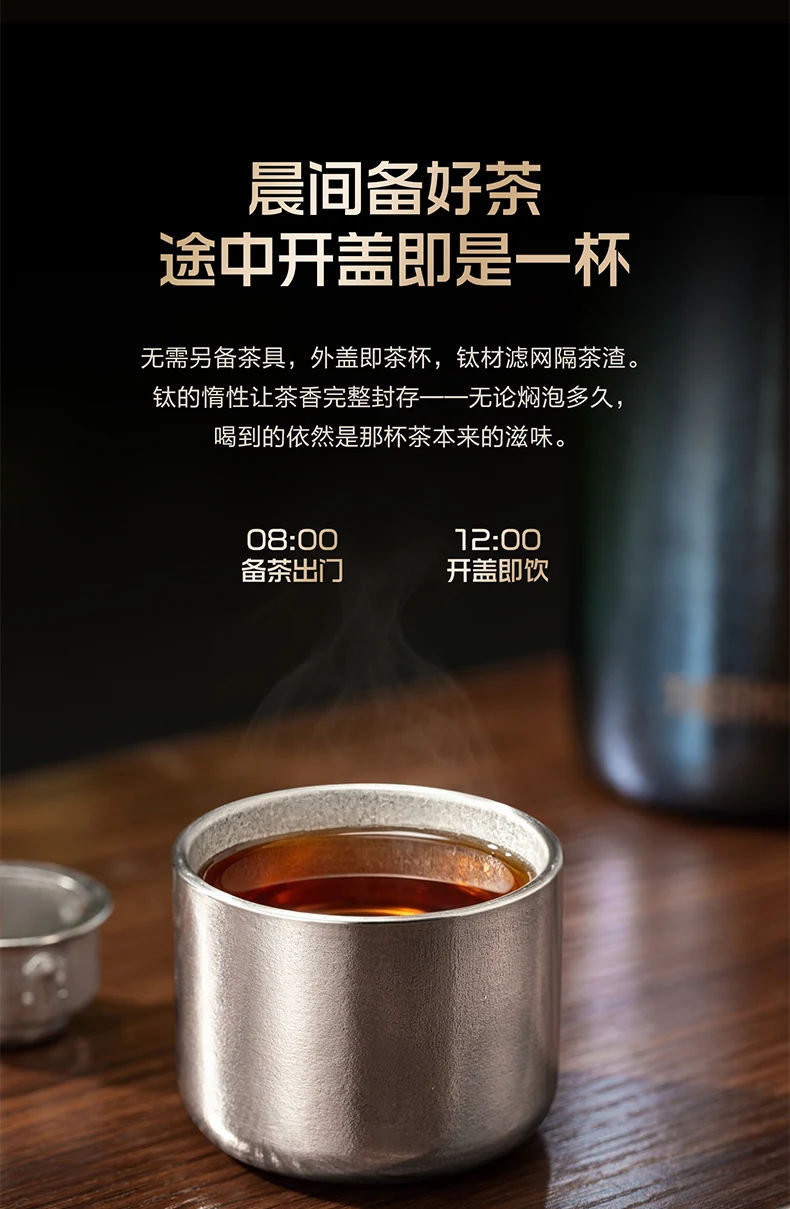 晨间备好茶
途中开盖即是一杯
无需另备茶具，外盖即茶杯，钛材滤网隔茶渣。
钛的惰性让茶香完整封存——无论焖泡多久，
喝到的依然是那杯茶本来的滋味。
08:00
备茶出门
12:00
开盖即饮